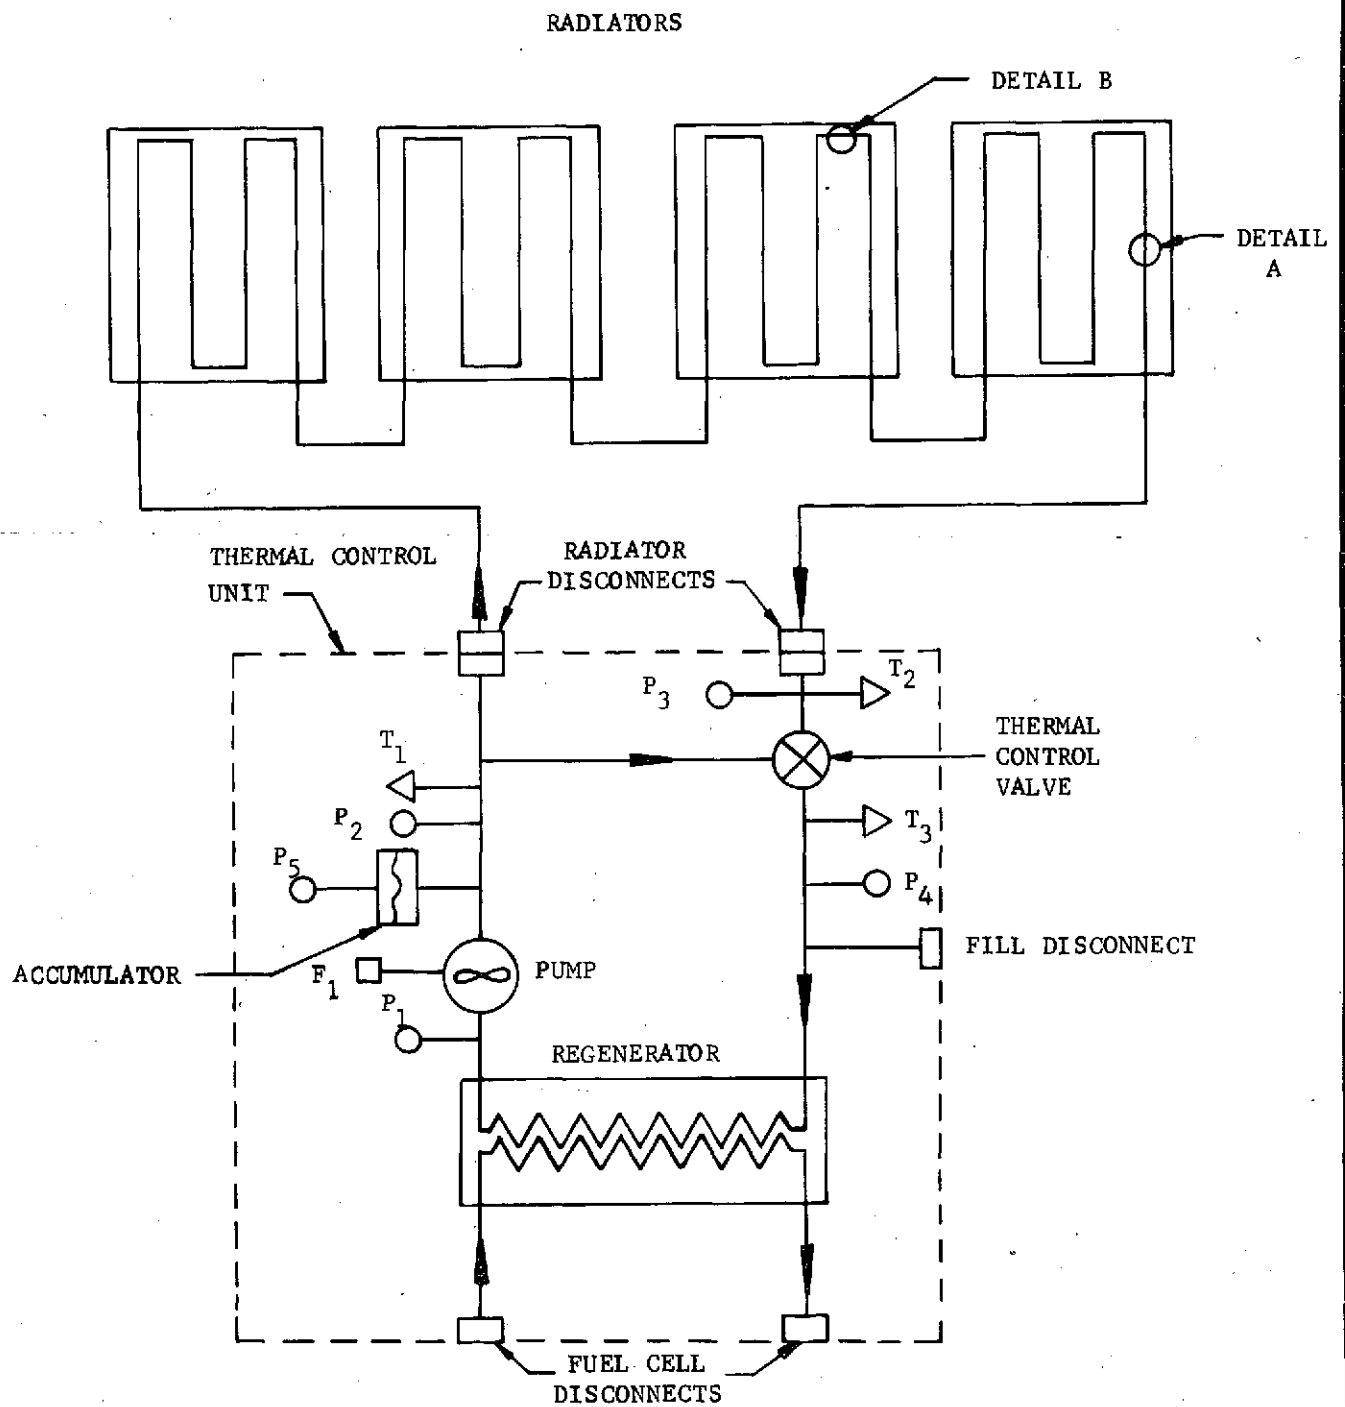 RADIATORS
DETAIL B
DETAIL
A
THERMAL CONTROL
UNIT
RADIATOR
DISCONNECTS
P3
T2
THERMAL
CONTROL
VALVE
T1
P2
T3
P5
P4
FILL DISCONNECT
ACCUMULATOR
F1
PUMP
P1
REGENERATOR
FUEL CELL
DISCONNECTS